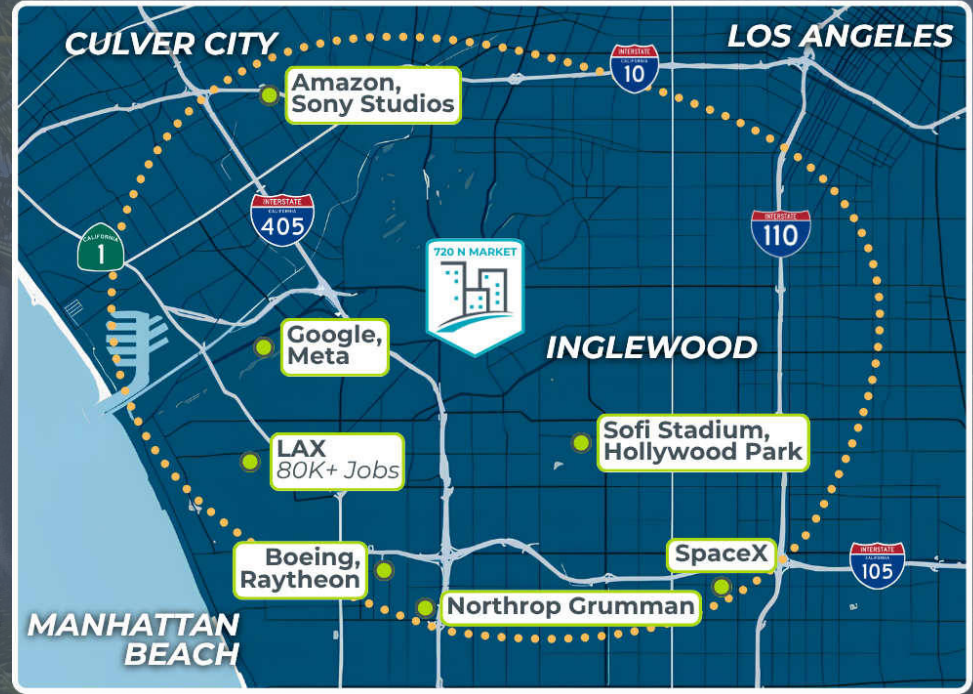 CULVER CITY
LOS ANGELES
INTERSTATE
CALIFORNIA
10
Amazon,
Sony Studios
INTERSTATE
CALIFORNIA
405
CALIFORNIA
1
INTERSTATE
CALIFORNIA
110
720 N MARKET
Google,
Meta
INGLEWOOD
LAX
80K+ Jobs
Sofi Stadium,
Hollywood Park
Boeing,
Raytheon
SpaceX
INTERSTATE
CALIFORNIA
105
Northrop Grumman
MANHATTAN
BEACH